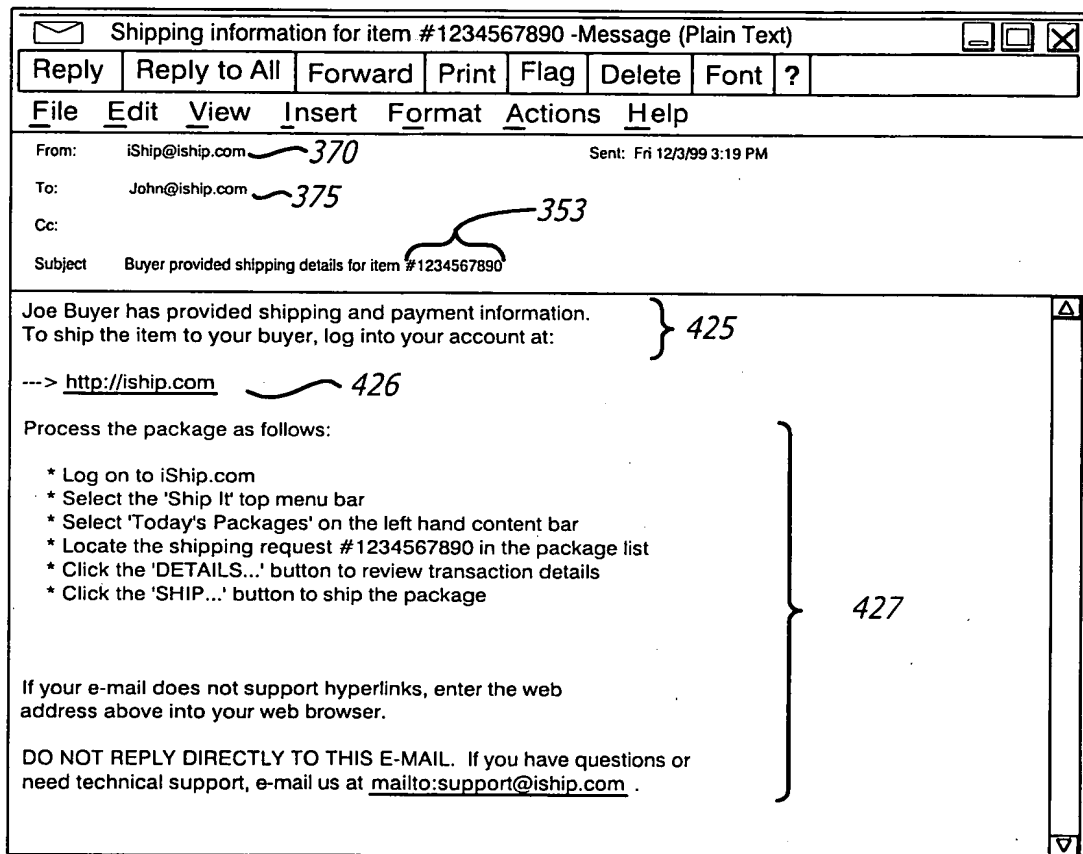 Shipping information for item #1234567890 -Message (Plain Text)
Reply Reply to All Forward Print Flag Delete Font ?
File Edit View Insert Format Actions Help
From: iShip@iship.com 370 Sent: Fri 12/3/99 3:19 PM
To: John@iship.com 375
Cc: 353
Subject Buyer provided shipping details for item #1234567890
Joe Buyer has provided shipping and payment information.
To ship the item to your buyer, log into your account at:
425
---> http://iship.com 426
Process the package as follows:
* Log on to iShip.com
* Select the 'Ship It' top menu bar
* Select 'Today's Packages' on the left hand content bar
* Locate the shipping request #1234567890 in the package list
* Click the 'DETAILS...' button to review transaction details
* Click the 'SHIP...' button to ship the package
427
If your e-mail does not support hyperlinks, enter the web
address above into your web browser.
DO NOT REPLY DIRECTLY TO THIS E-MAIL. If you have questions or
need technical support, e-mail us at mailto:support@iship.com .